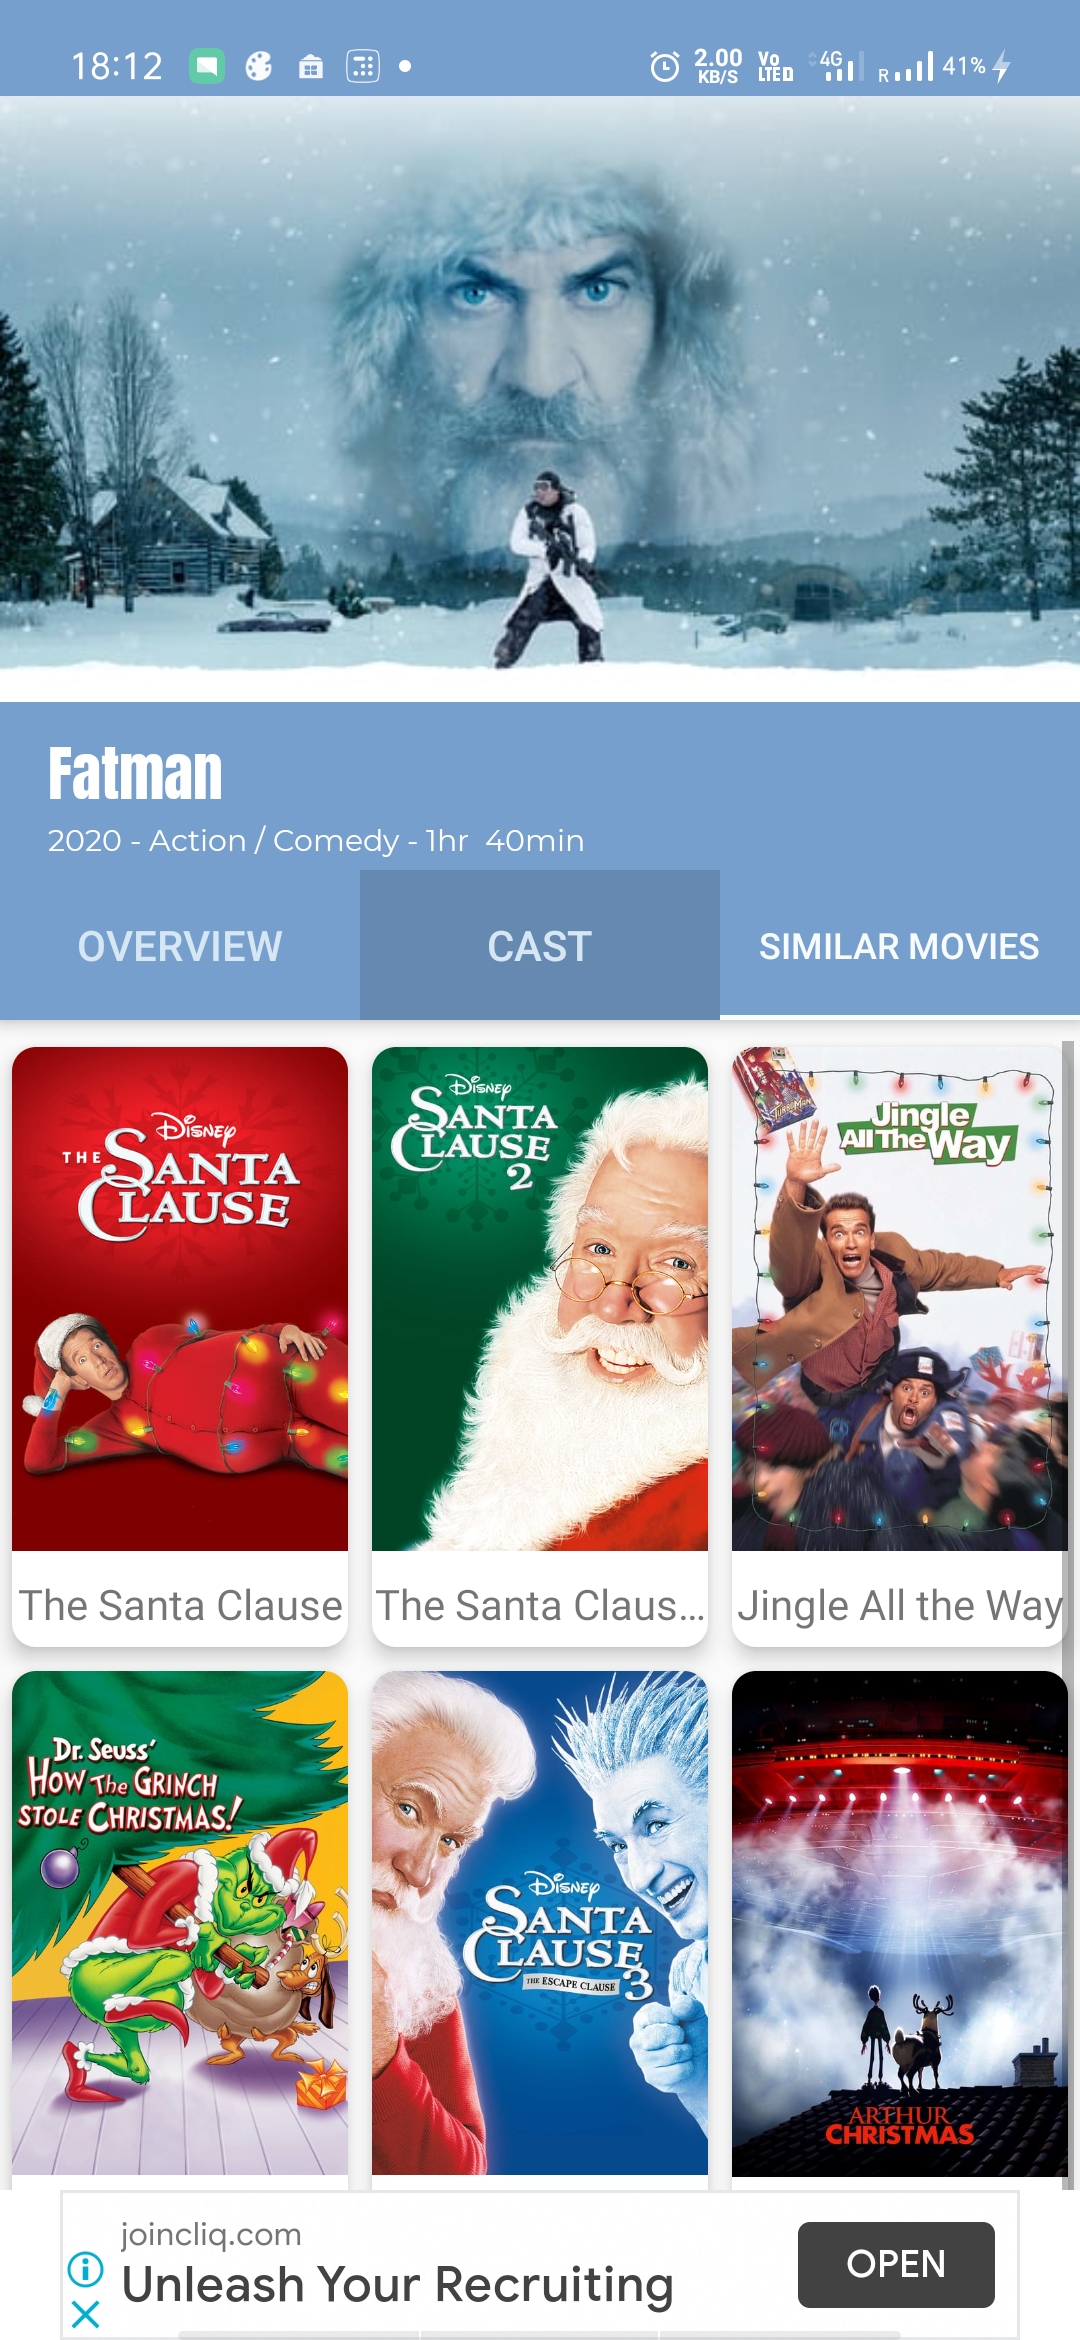 18:12
2.00
KB/S
Vo
LTE
4G
R
41%
Fatman
2020 - Action / Comedy - 1hr  40min
OVERVIEW
CAST
SIMILAR MOVIES
Disney
THE SANTA
CLAUSE
Disney
SANTA
CLAUSE
2
TURBO MAN
Jingle
All The Way
The Santa Clause
The Santa Claus...
Jingle All the Way
Dr. Seuss'
HOW The GRINCH
STOLE CHRISTMAS!
Disney
SANTA
CLAUSE
THE ESCAPE CLAUSE 3
ARTHUR
CHRISTMAS
joincliq.com
Unleash Your Recruiting
OPEN